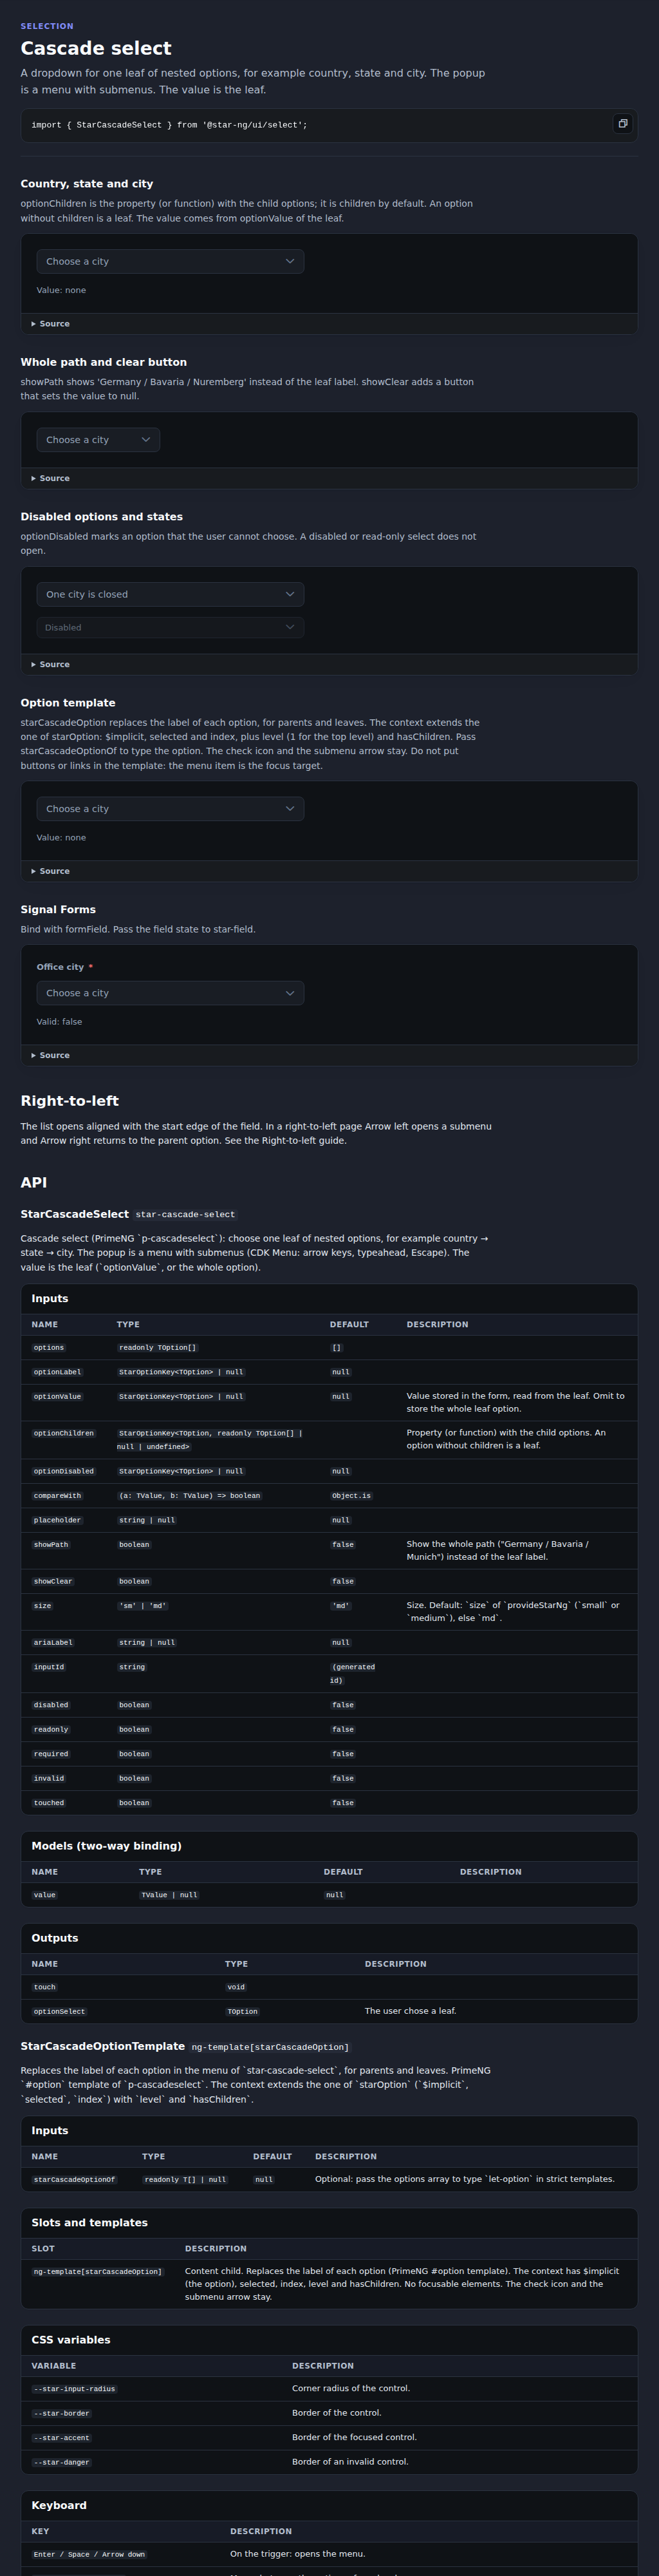 SELECTION
Cascade select
A dropdown for one leaf of nested options, for example country, state and city. The popup
is a menu with submenus. The value is the leaf.
import { StarCascadeSelect } from '@star-ng/ui/select';
Country, state and city
optionChildren is the property (or function) with the child options; it is children by default. An option
without children is a leaf. The value comes from optionValue of the leaf.
Choose a city
Value: none
Source
Whole path and clear button
showPath shows 'Germany / Bavaria / Nuremberg' instead of the leaf label. showClear adds a button
that sets the value to null.
Choose a city
Source
Disabled options and states
optionDisabled marks an option that the user cannot choose. A disabled or read-only select does not
open.
One city is closed
Disabled
Source
Option template
starCascadeOption replaces the label of each option, for parents and leaves. The context extends the
one of starOption: $implicit, selected and index, plus level (1 for the top level) and hasChildren. Pass
starCascadeOptionOf to type the option. The check icon and the submenu arrow stay. Do not put
buttons or links in the template: the menu item is the focus target.
Choose a city
Value: none
Source
Signal Forms
Bind with formField. Pass the field state to star-field.
Office city *
Choose a city
Valid: false
Source
Right-to-left
The list opens aligned with the start edge of the field. In a right-to-left page Arrow left opens a submenu
and Arrow right returns to the parent option. See the Right-to-left guide.
API
StarCascadeSelect star-cascade-select
Cascade select (PrimeNG `p-cascadeselect`): choose one leaf of nested options, for example country →
state → city. The popup is a menu with submenus (CDK Menu: arrow keys, typeahead, Escape). The
value is the leaf (`optionValue`, or the whole option).
Inputs
NAME TYPE DEFAULT DESCRIPTION
options readonly TOption[] []
optionLabel StarOptionKey<TOption> | null null
optionValue StarOptionKey<TOption> | null null Value stored in the form, read from the leaf. Omit to
store the whole leaf option.
optionChildren StarOptionKey<TOption, readonly TOption[] | Property (or function) with the child options. An
null | undefined> option without children is a leaf.
optionDisabled StarOptionKey<TOption> | null null
compareWith (a: TValue, b: TValue) => boolean Object.is
placeholder string | null null
showPath boolean false Show the whole path ("Germany / Bavaria /
Munich") instead of the leaf label.
showClear boolean false
size 'sm' | 'md' 'md' Size. Default: `size` of `provideStarNg` (`small` or
`medium`), else `md`.
ariaLabel string | null null
inputId string (generated
id)
disabled boolean false
readonly boolean false
required boolean false
invalid boolean false
touched boolean false
Models (two-way binding)
NAME TYPE DEFAULT DESCRIPTION
value TValue | null null
Outputs
NAME TYPE DESCRIPTION
touch void
optionSelect TOption The user chose a leaf.
StarCascadeOptionTemplate ng-template[starCascadeOption]
Replaces the label of each option in the menu of `star-cascade-select`, for parents and leaves. PrimeNG
`#option` template of `p-cascadeselect`. The context extends the one of `starOption` (`$implicit`,
`selected`, `index`) with `level` and `hasChildren`.
Inputs
NAME TYPE DEFAULT DESCRIPTION
starCascadeOptionOf readonly T[] | null null Optional: pass the options array to type `let-option` in strict templates.
Slots and templates
SLOT DESCRIPTION
ng-template[starCascadeOption] Content child. Replaces the label of each option (PrimeNG #option template). The context has $implicit
(the option), selected, index, level and hasChildren. No focusable elements. The check icon and the
submenu arrow stay.
CSS variables
VARIABLE DESCRIPTION
--star-input-radius Corner radius of the control.
--star-border Border of the control.
--star-accent Border of the focused control.
--star-danger Border of an invalid control.
Keyboard
KEY DESCRIPTION
Enter / Space / Arrow down On the trigger: opens the menu.